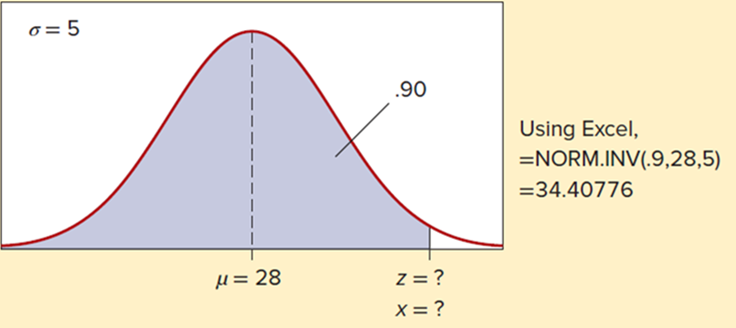 σ = 5
.90
Using Excel,
=NORM.INV(.9,28,5)
=34.40776
μ = 28
z = ?
x = ?